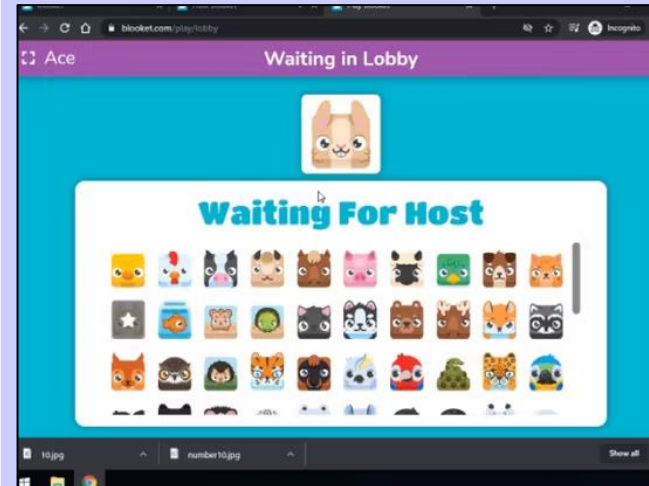 blooket.com/play/lobby
Incognito
Ace
Waiting in Lobby
Waiting For Host
10.jpg
number10.jpg
Show all